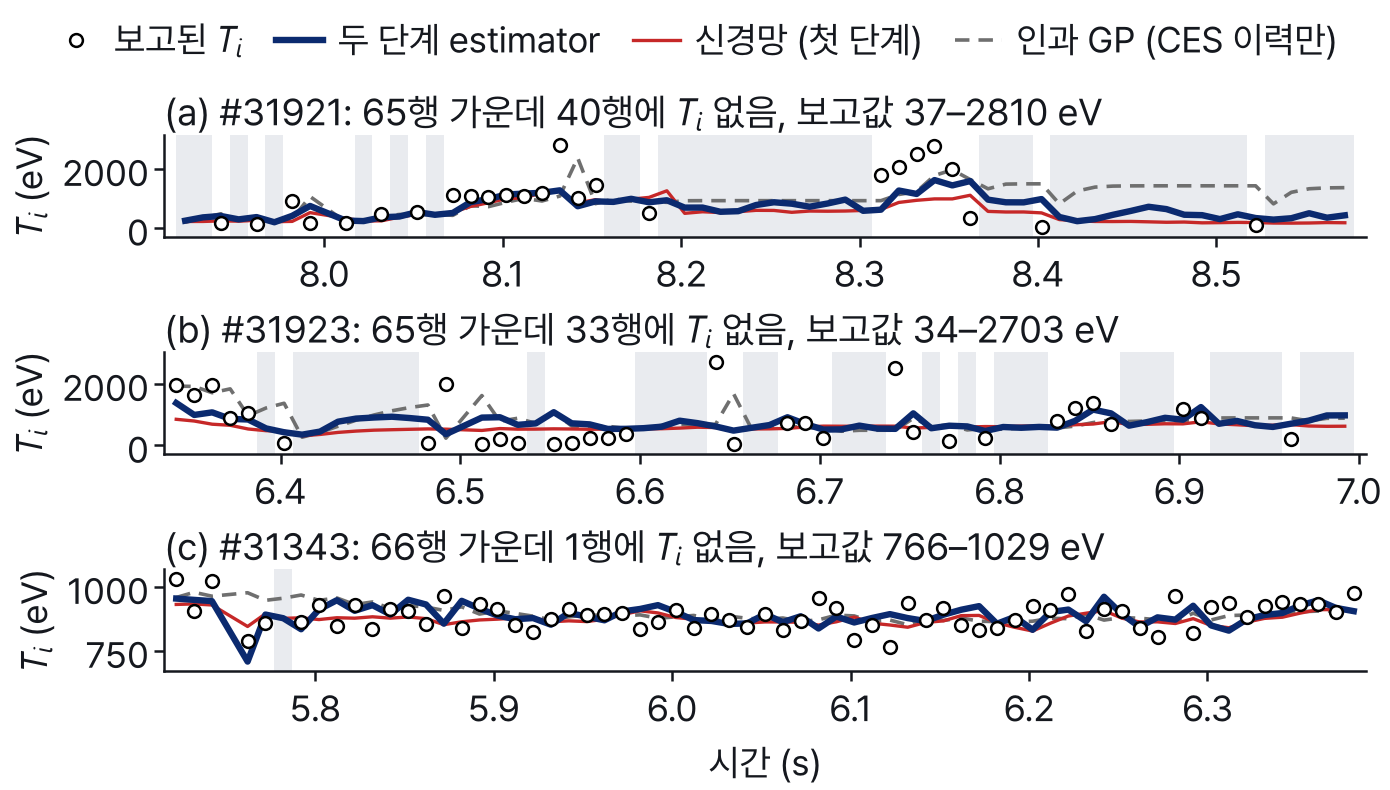 보고된 Ti 두 단계 estimator 신경망 (첫 단계) 인과 GP (CES 이력만)
(a) #31921: 65행 가운데 40행에 Ti 없음, 보고값 37–2810 eV
Ti (eV)
2000
0
8.0 8.1 8.2 8.3 8.4 8.5
(b) #31923: 65행 가운데 33행에 Ti 없음, 보고값 34–2703 eV
Ti (eV)
2000
0
6.4 6.5 6.6 6.7 6.8 6.9 7.0
(c) #31343: 66행 가운데 1행에 Ti 없음, 보고값 766–1029 eV
Ti (eV)
1000
750
5.8 5.9 6.0 6.1 6.2 6.3
시간 (s)